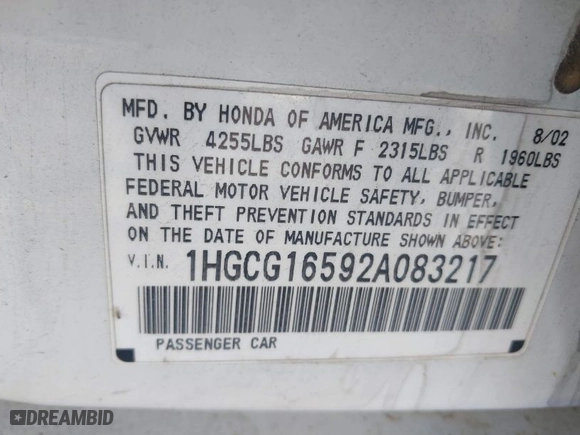 MFD. BY HONDA OF AMERICA MFG., INC. 8/02
GVWR 4255LBS GAWR F 2315LBS R 1960LBS
THIS VEHICLE CONFORMS TO ALL APPLICABLE
FEDERAL MOTOR VEHICLE SAFETY, BUMPER,
AND THEFT PREVENTION STANDARDS IN EFFECT
ON THE DATE OF MANUFACTURE SHOWN ABOVE:
V.I.N. 1HGCG16592A083217
PASSENGER CAR
DREAMBID